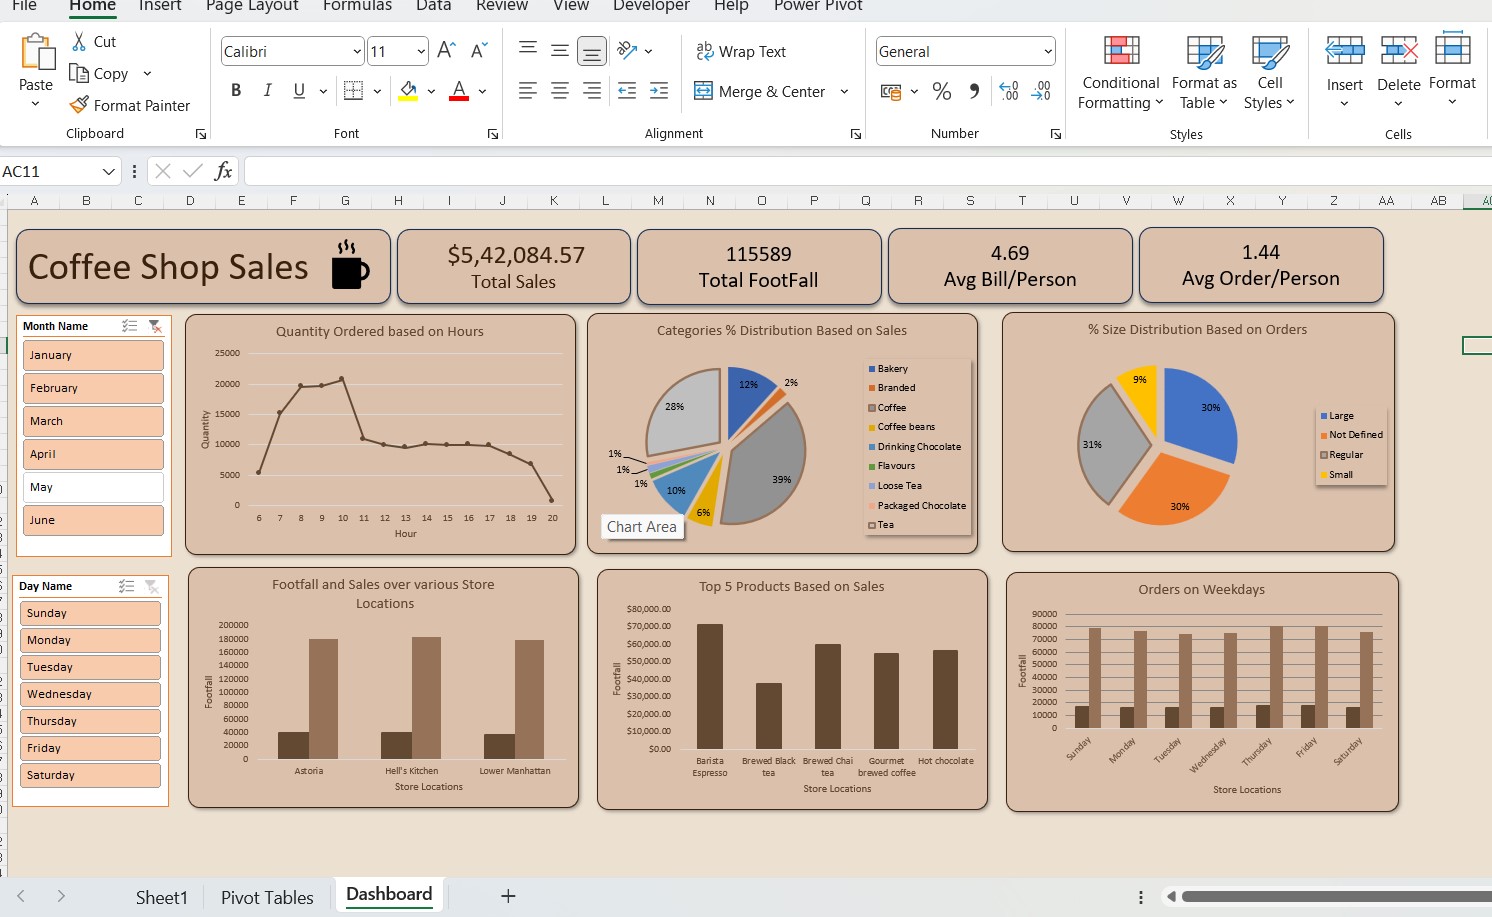 File Home Insert Page Layout Formulas Data Review View Developer Help Power Pivot
Paste
Cut
Copy
Format Painter
Clipboard
Calibri 11
B I U
Font
Wrap Text
Merge & Center
Alignment
General
Number
Conditional Formatting
Format as Table
Cell Styles
Styles
Insert Delete Format
Cells
AC11
fx
A B C D E F G H I J K L M N O P Q R S T U V W X Y Z AA AB
Coffee Shop Sales
$5,42,084.57
Total Sales
115589
Total FootFall
4.69
Avg Bill/Person
1.44
Avg Order/Person
Month Name
January
February
March
April
May
June
Quantity Ordered based on Hours
Quantity
25000
20000
15000
10000
5000
0
6 7 8 9 10 11 12 13 14 15 16 17 18 19 20
Hour
Categories % Distribution Based on Sales
12%
2%
39%
6%
10%
1%
1%
1%
28%
Bakery
Branded
Coffee
Coffee beans
Drinking Chocolate
Flavours
Loose Tea
Packaged Chocolate
Tea
Chart Area
% Size Distribution Based on Orders
30%
30%
31%
9%
Large
Not Defined
Regular
Small
Day Name
Sunday
Monday
Tuesday
Wednesday
Thursday
Friday
Saturday
Footfall and Sales over various Store
Locations
Footfall
200000
180000
160000
140000
120000
100000
80000
60000
40000
20000
0
Astoria Hell's Kitchen Lower Manhattan
Store Locations
Top 5 Products Based on Sales
Footfall
$80,000.00
$70,000.00
$60,000.00
$50,000.00
$40,000.00
$30,000.00
$20,000.00
$10,000.00
$0.00
Barista Espresso
Brewed Black tea
Brewed Chai tea
Gourmet brewed coffee
Hot chocolate
Store Locations
Orders on Weekdays
Footfall
90000
80000
70000
60000
50000
40000
30000
20000
10000
0
Sunday Monday Tuesday Wednesday Thursday Friday Saturday
Store Locations
Sheet1 Pivot Tables Dashboard